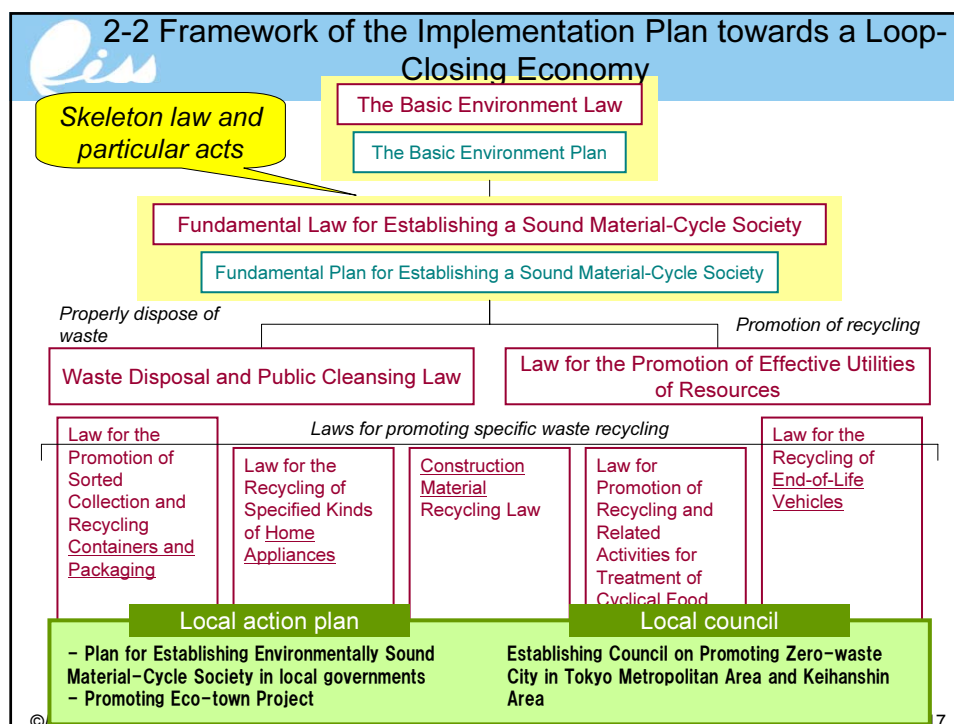 2-2 Framework of the Implementation Plan towards a Loop-
Closing Economy
eiss
Skeleton law and
particular acts
The Basic Environment Law
The Basic Environment Plan
Fundamental Law for Establishing a Sound Material-Cycle Society
Fundamental Plan for Establishing a Sound Material-Cycle Society
Properly dispose of
waste
Promotion of recycling
Waste Disposal and Public Cleansing Law
Law for the Promotion of Effective Utilities
of Resources
Laws for promoting specific waste recycling
Law for the
Promotion of
Sorted
Collection and
Recycling
Containers and
Packaging
Law for the
Recycling of
Specified Kinds
of Home
Appliances
Construction
Material
Recycling Law
Law for
Promotion of
Recycling and
Related
Activities for
Treatment of
Cyclical Food
Law for the
Recycling of
End-of-Life
Vehicles
Local action plan
- Plan for Establishing Environmentally Sound
Material-Cycle Society in local governments
- Promoting Eco-town Project
Local council
Establishing Council on Promoting Zero-waste
City in Tokyo Metropolitan Area and Keihanshin
Area
©
17